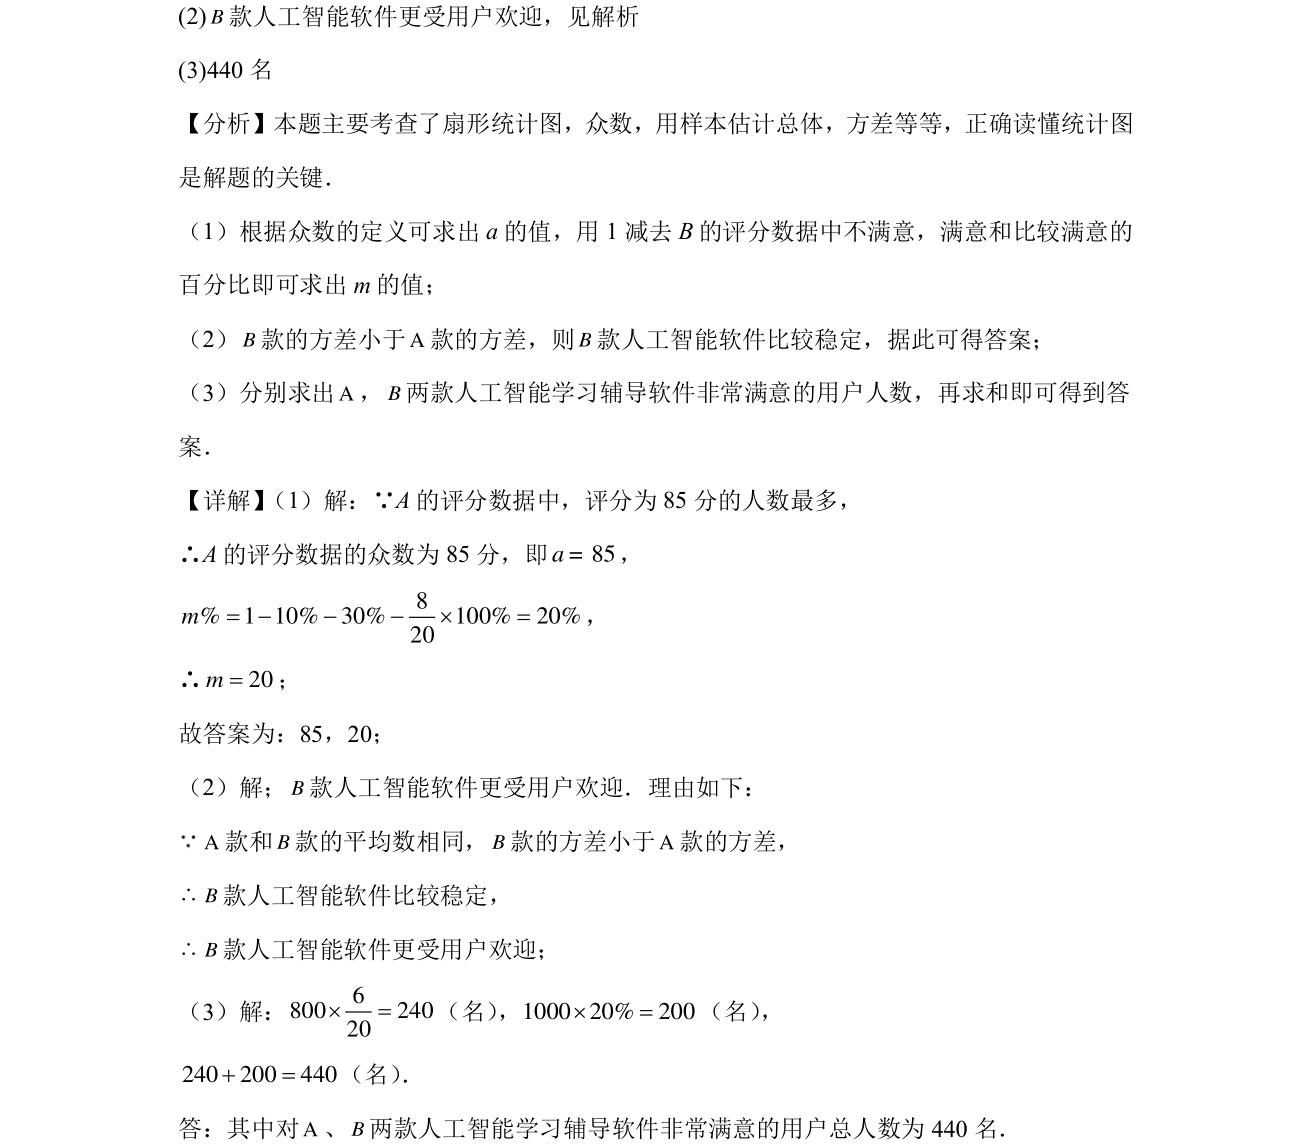 (2) B 款人工智能软件更受用户欢迎，见解析
(3)440 名
【分析】本题主要考查了扇形统计图，众数，用样本估计总体，方差等等，正确读懂统计图
是解题的关键．
（1）根据众数的定义可求出 a 的值，用 1 减去 B 的评分数据中不满意，满意和比较满意的
百分比即可求出 m 的值；
（2） B 款的方差小于 A 款的方差，则 B 款人工智能软件比较稳定，据此可得答案；
（3）分别求出 A ， B 两款人工智能学习辅导软件非常满意的用户人数，再求和即可得到答
案．
【详解】（1）解：∵A 的评分数据中，评分为 85 分的人数最多，
∴A 的评分数据的众数为 85 分，即 a = 85，
m% = 1−10% − 30% − 8/20 ×100% = 20% ，
∴ m = 20；
故答案为：85，20；
（2）解； B 款人工智能软件更受用户欢迎．理由如下：
∵ A 款和 B 款的平均数相同， B 款的方差小于 A 款的方差，
∴ B 款人工智能软件比较稳定，
∴ B 款人工智能软件更受用户欢迎；
（3）解：800× 6/20 = 240（名），1000×20% = 200 （名），
240 + 200 = 440（名）．
答：其中对 A 、 B 两款人工智能学习辅导软件非常满意的用户总人数为 440 名．